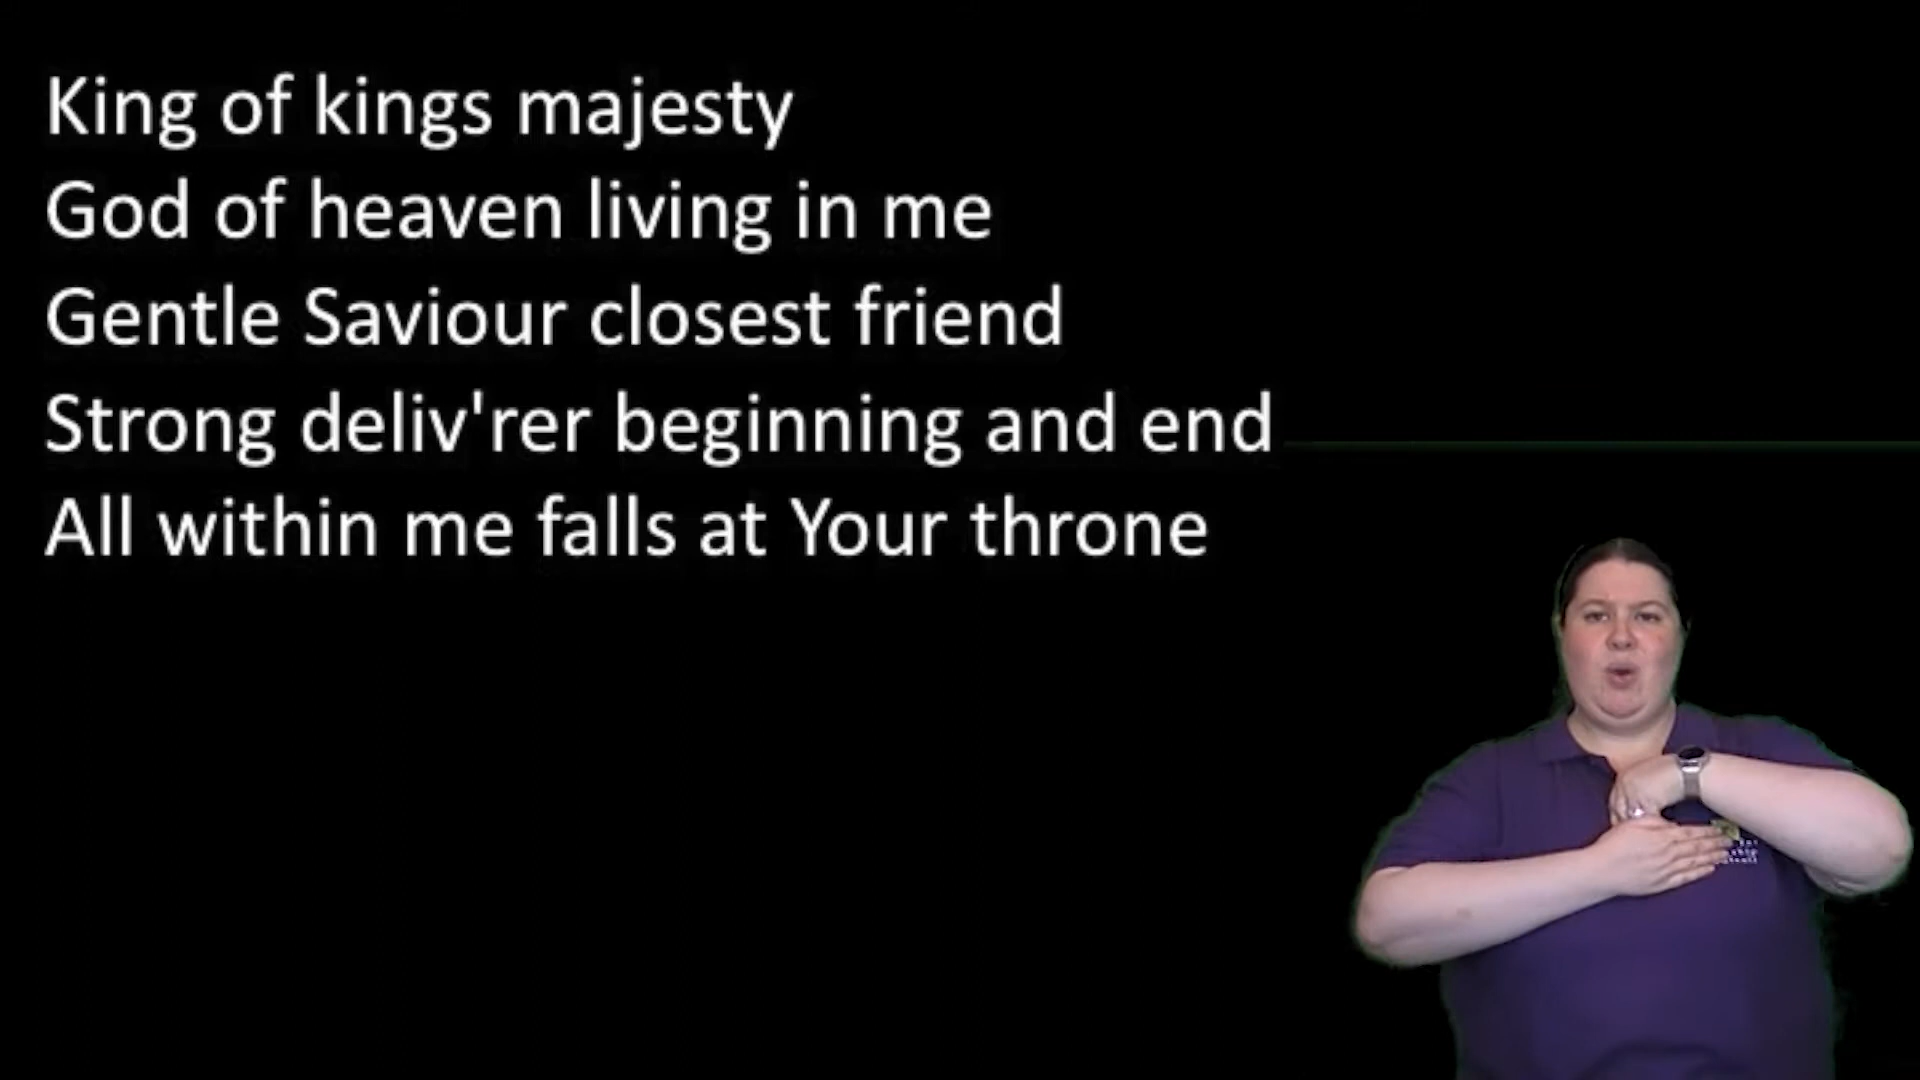 King of kings majesty
God of heaven living in me
Gentle Saviour closest friend
Strong deliv'rer beginning and end
All within me falls at Your throne